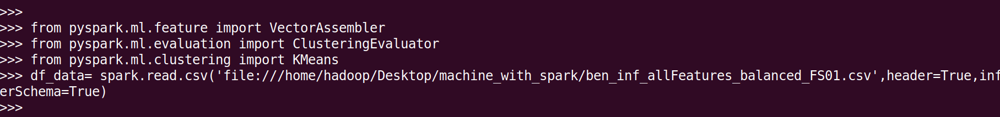 >>>
>>> from pyspark.ml.feature import VectorAssembler
>>> from pyspark.ml.evaluation import ClusteringEvaluator
>>> from pyspark.ml.clustering import KMeans
>>> df_data= spark.read.csv('file:///home/hadoop/Desktop/machine_with_spark/ben_inf_allFeatures_balanced_FS01.csv',header=True,inf
erSchema=True)
>>>